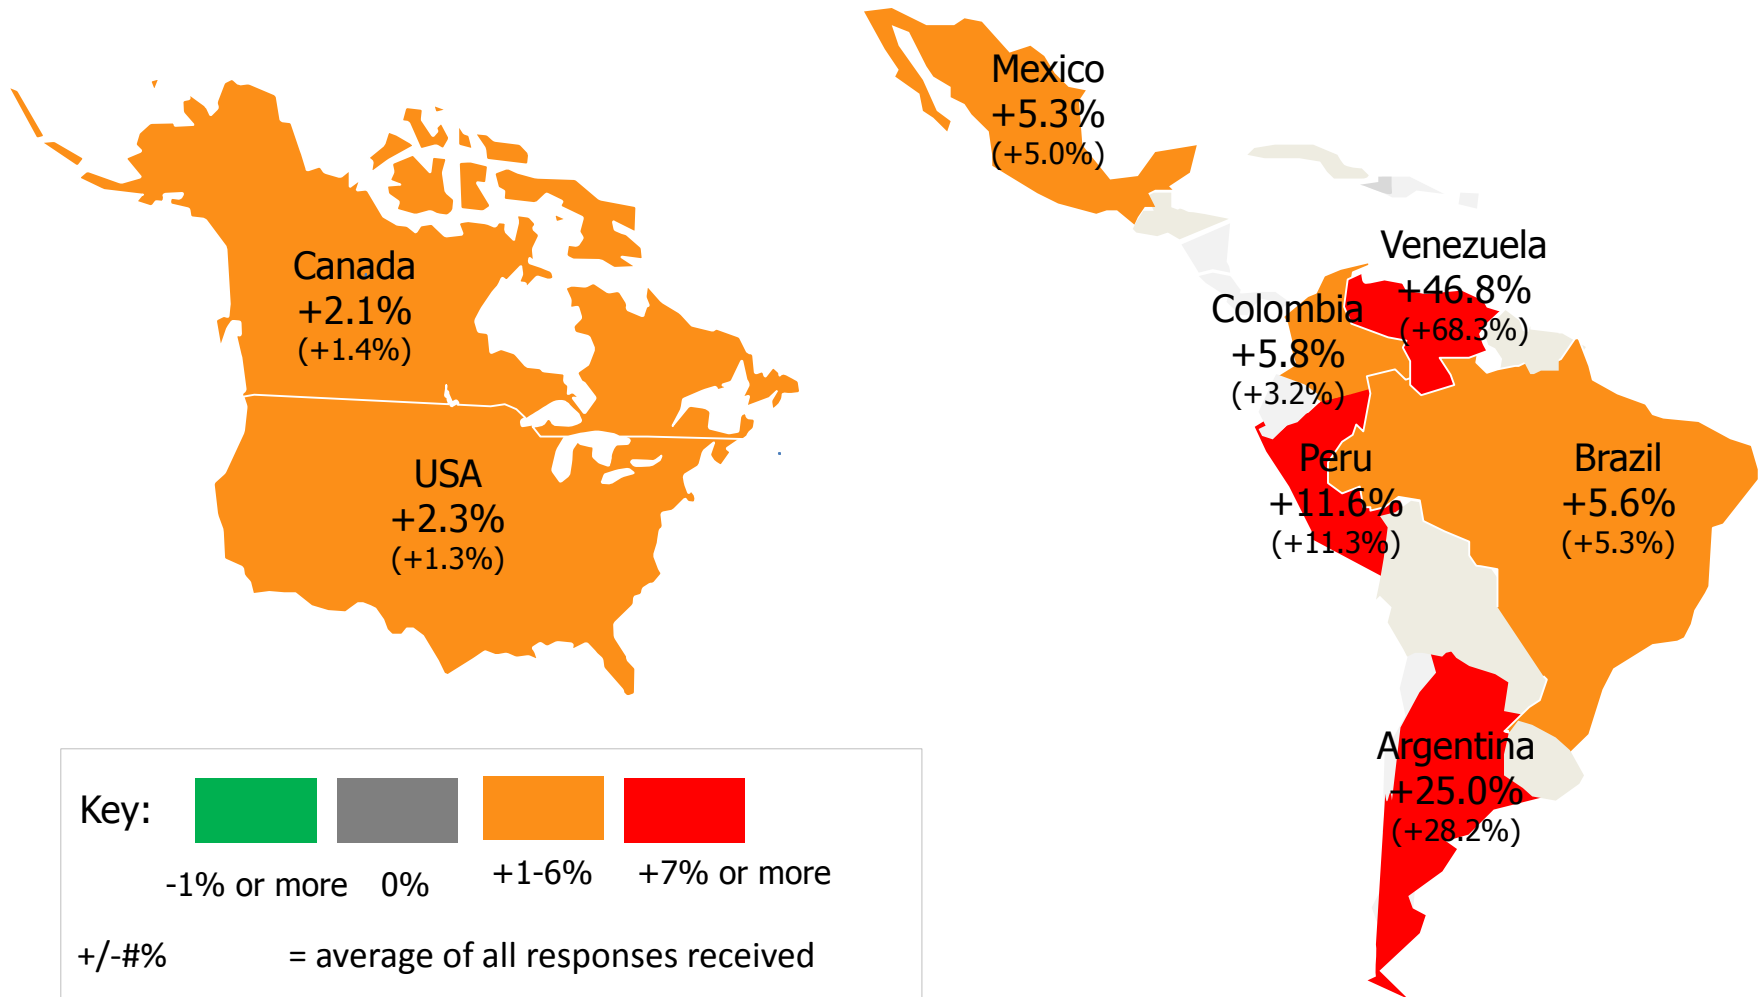 Mexico
+5.3%
(+5.0%)
Canada
+2.1%
(+1.4%)
USA
+2.3%
(+1.3%)
Venezuela
+46.8%
(+68.3%)
Colombia
+5.8%
(+3.2%)
Peru
+11.6%
(+11.3%)
Brazil
+5.6%
(+5.3%)
Argentina
+25.0%
(+28.2%)
Key:
-1% or more 0% +1-6% +7% or more
+/-#% = average of all responses received